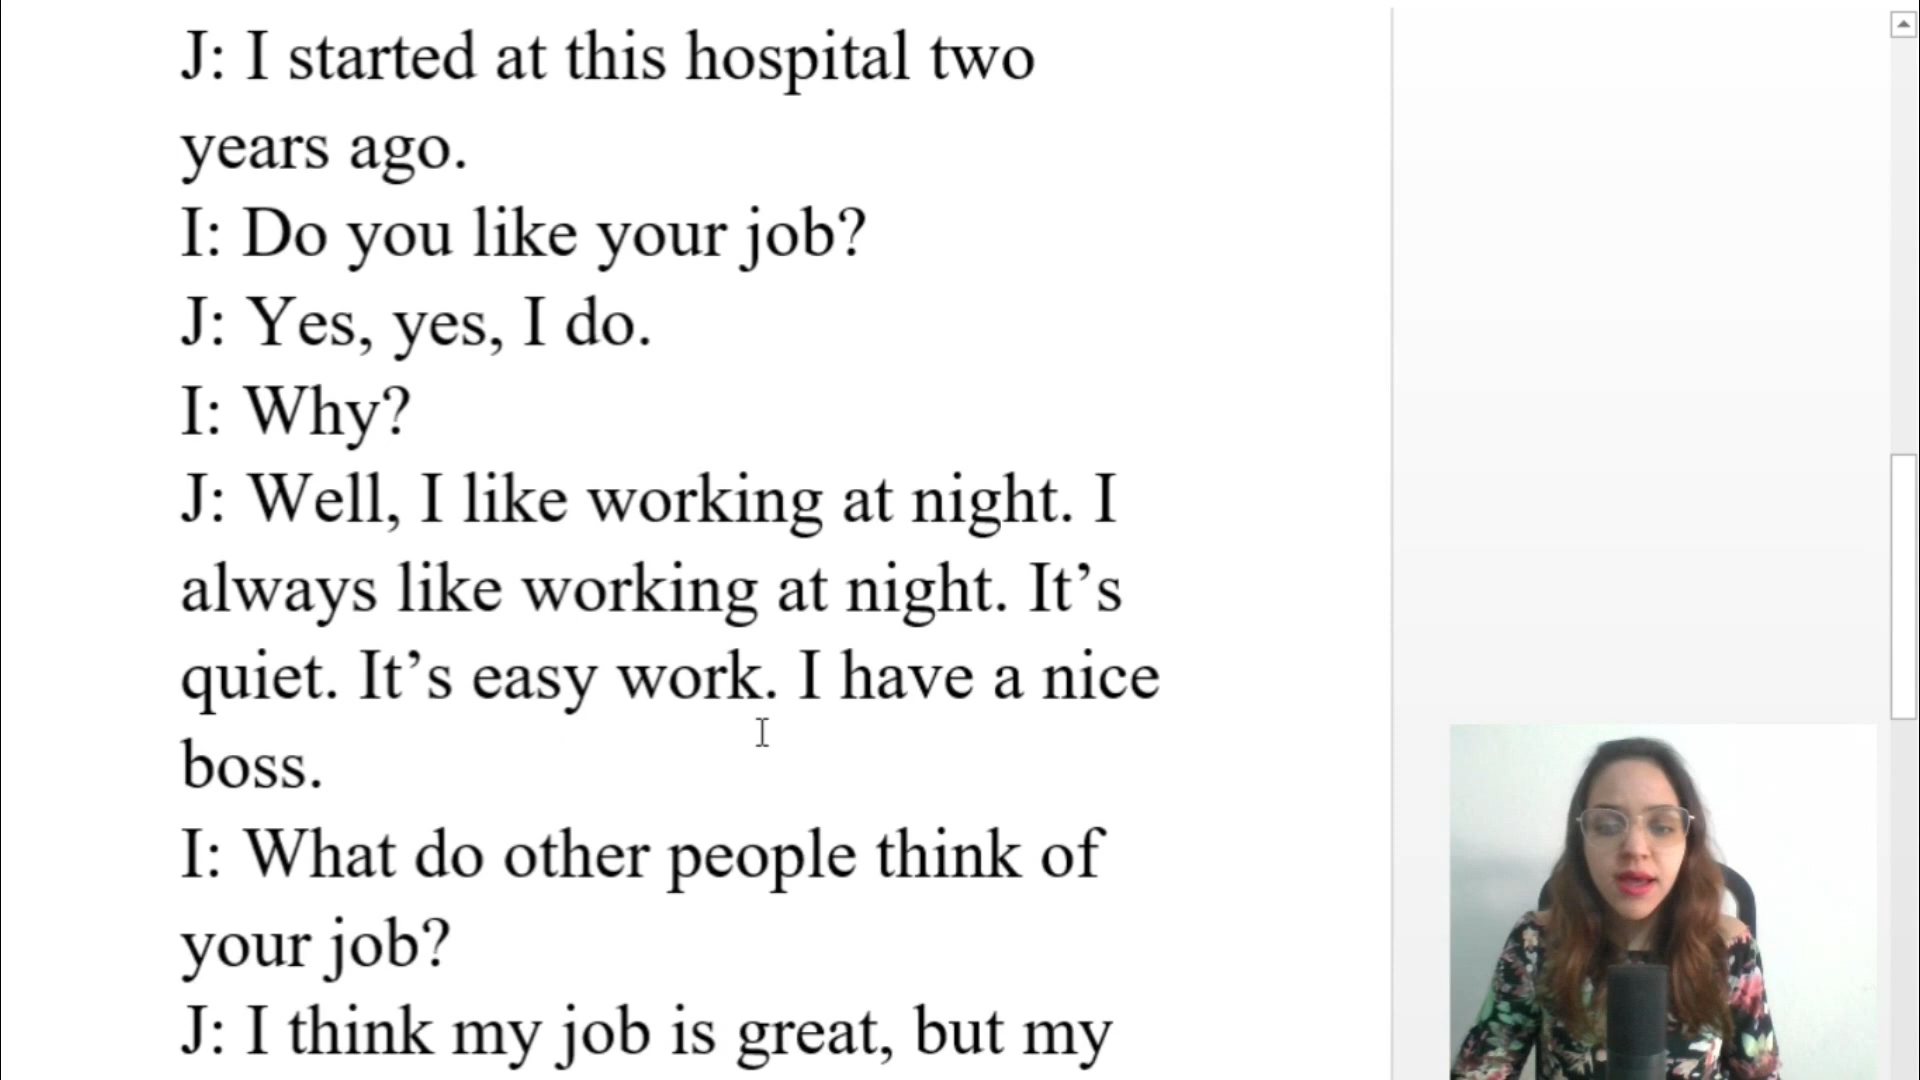 J: I started at this hospital two
years ago.
I: Do you like your job?
J: Yes, yes, I do.
I: Why?
J: Well, I like working at night. I
always like working at night. It’s
quiet. It’s easy work. I have a nice
boss.
I: What do other people think of
your job?
J: I think my job is great, but my